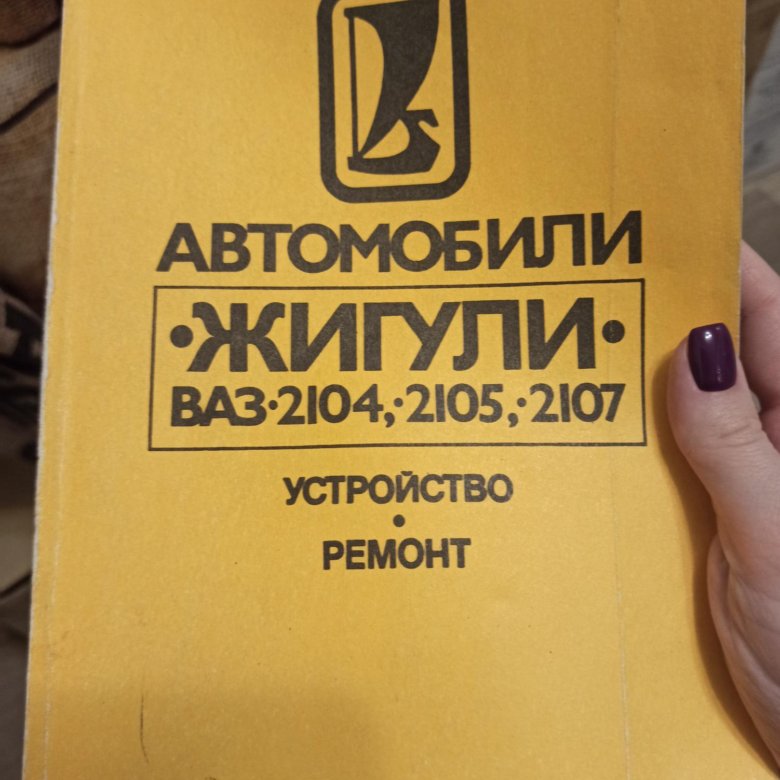 АВТОМОБИЛИ
•ЖИГУЛИ•
ВАЗ·2104,·2105,·2107
УСТРОЙСТВО
•
РЕМОНТ